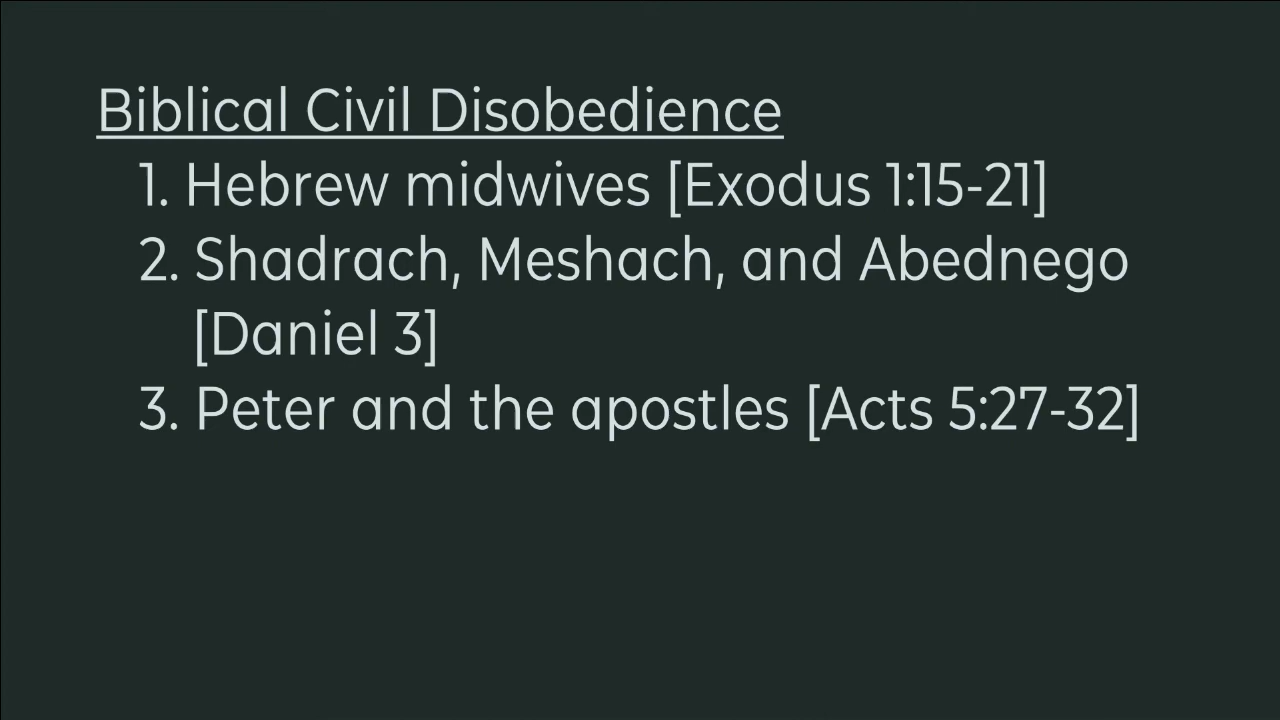 Biblical Civil Disobedience
1. Hebrew midwives [Exodus 1:15-21]
2. Shadrach, Meshach, and Abednego
[Daniel 3]
3. Peter and the apostles [Acts 5:27-32]